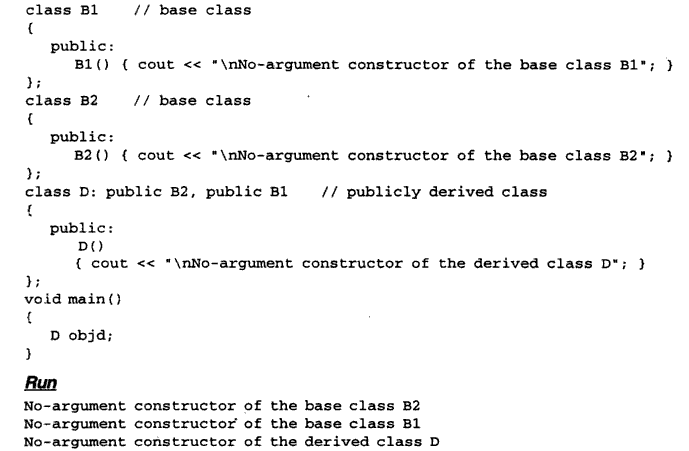 class B1    // base class
{
   public:
      B1() { cout << "\nNo-argument constructor of the base class B1"; }
};
class B2    // base class
{
   public:
      B2() { cout << "\nNo-argument constructor of the base class B2"; }
};
class D: public B2, public B1    // publicly derived class
{
   public:
      D()
      { cout << "\nNo-argument constructor of the derived class D"; }
};
void main()
{
   D objd;
}
Run
No-argument constructor of the base class B2
No-argument constructor of the base class B1
No-argument constructor of the derived class D